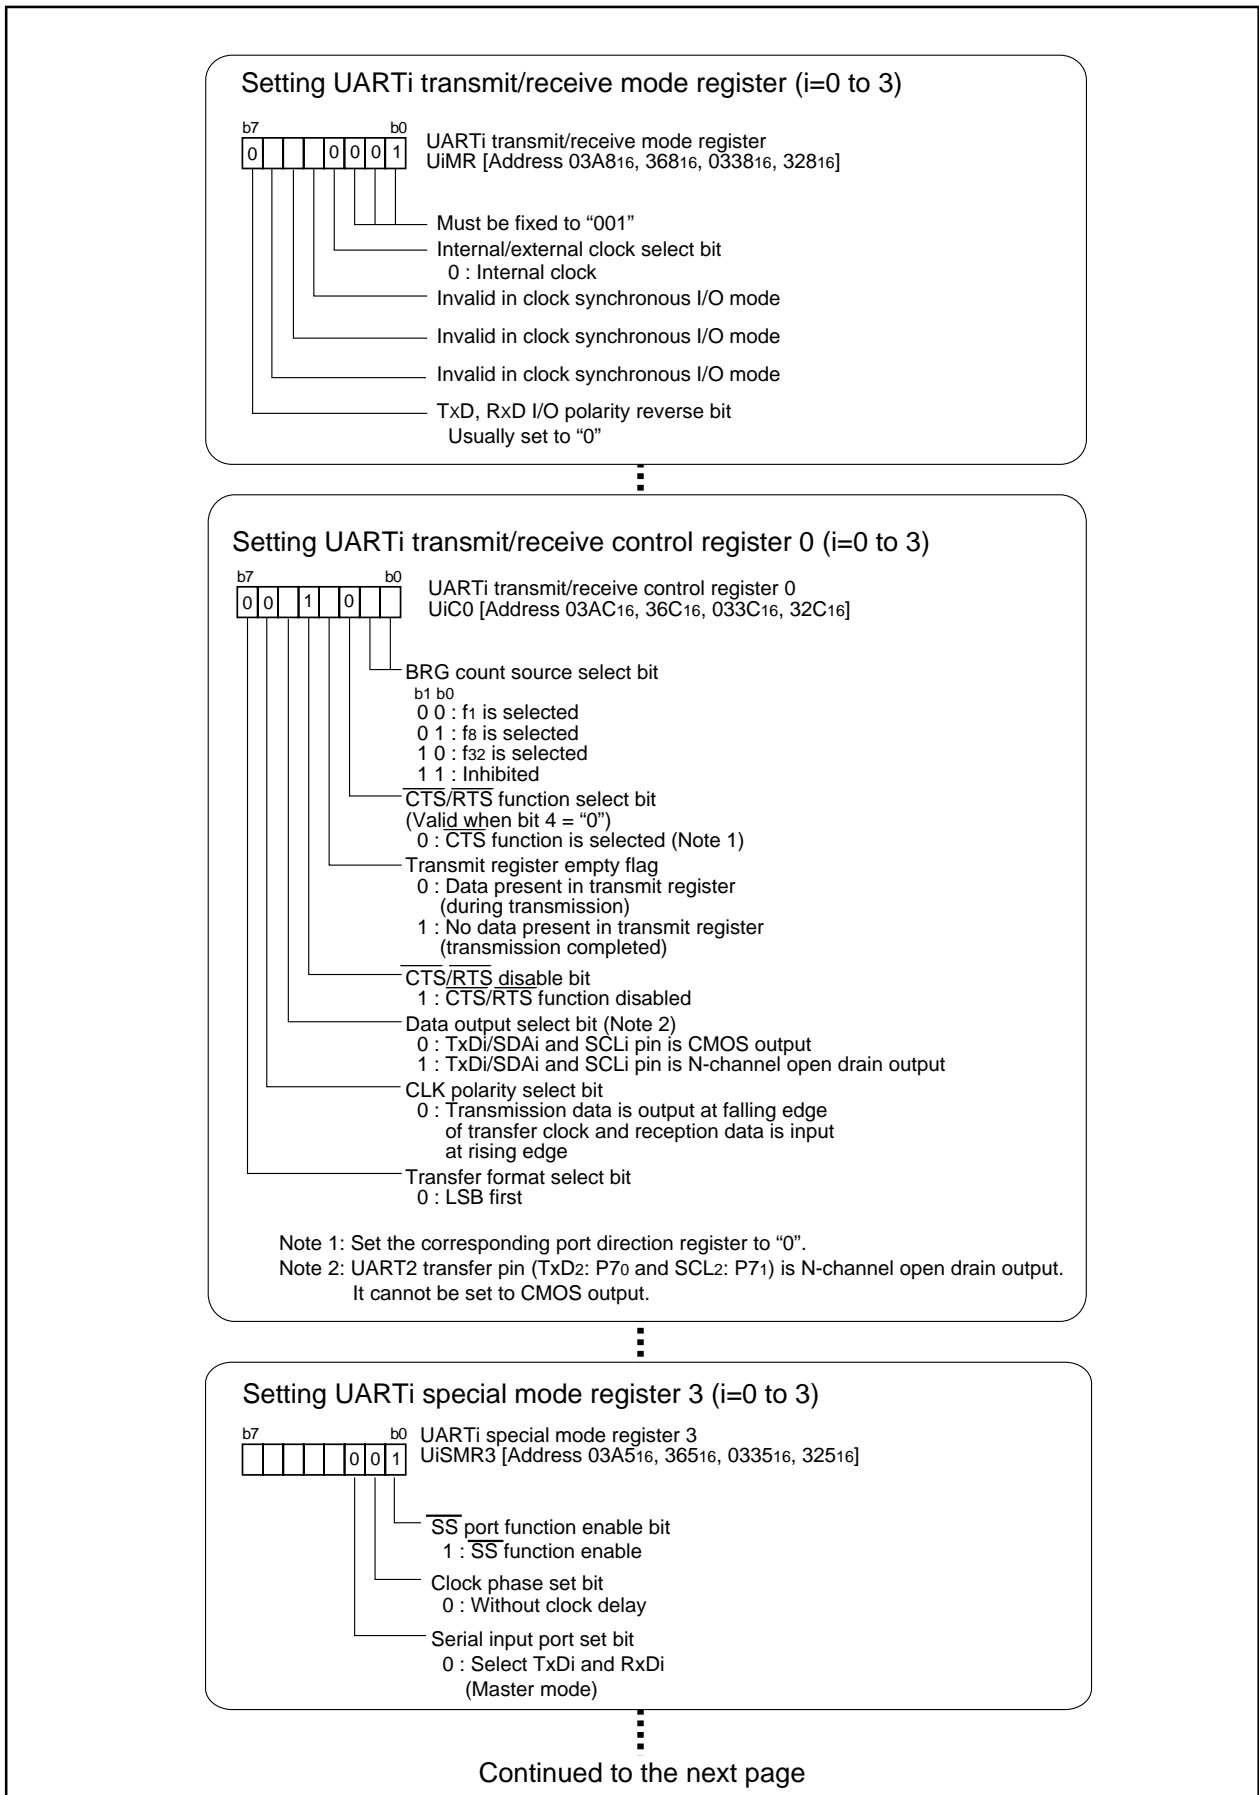 Setting UARTi transmit/receive mode register (i=0 to 3)
b7 b0
0 0 0 0 1
UARTi transmit/receive mode register
UiMR [Address 03A816, 36816, 033816, 32816]
Must be fixed to “001”
Internal/external clock select bit
0 : Internal clock
Invalid in clock synchronous I/O mode
Invalid in clock synchronous I/O mode
Invalid in clock synchronous I/O mode
TXD, RXD I/O polarity reverse bit
Usually set to “0”
Setting UARTi transmit/receive control register 0 (i=0 to 3)
b7 b0
0 0 1 0
UARTi transmit/receive control register 0
UiC0 [Address 03AC16, 36C16, 033C16, 32C16]
BRG count source select bit
b1 b0
0 0 : f1 is selected
0 1 : f8 is selected
1 0 : f32 is selected
1 1 : Inhibited
CTS/RTS function select bit
(Valid when bit 4 = “0”)
0 : CTS function is selected (Note 1)
Transmit register empty flag
0 : Data present in transmit register
(during transmission)
1 : No data present in transmit register
(transmission completed)
CTS/RTS disable bit
1 : CTS/RTS function disabled
Data output select bit (Note 2)
0 : TxDi/SDAi and SCLi pin is CMOS output
1 : TxDi/SDAi and SCLi pin is N-channel open drain output
CLK polarity select bit
0 : Transmission data is output at falling edge
of transfer clock and reception data is input
at rising edge
Transfer format select bit
0 : LSB first
Note 1: Set the corresponding port direction register to “0”.
Note 2: UART2 transfer pin (TxD2: P70 and SCL2: P71) is N-channel open drain output.
It cannot be set to CMOS output.
Setting UARTi special mode register 3 (i=0 to 3)
b7 b0
0 0 1
UARTi special mode register 3
UiSMR3 [Address 03A516, 36516, 033516, 32516]
SS port function enable bit
1 : SS function enable
Clock phase set bit
0 : Without clock delay
Serial input port set bit
0 : Select TxDi and RxDi
(Master mode)
Continued to the next page